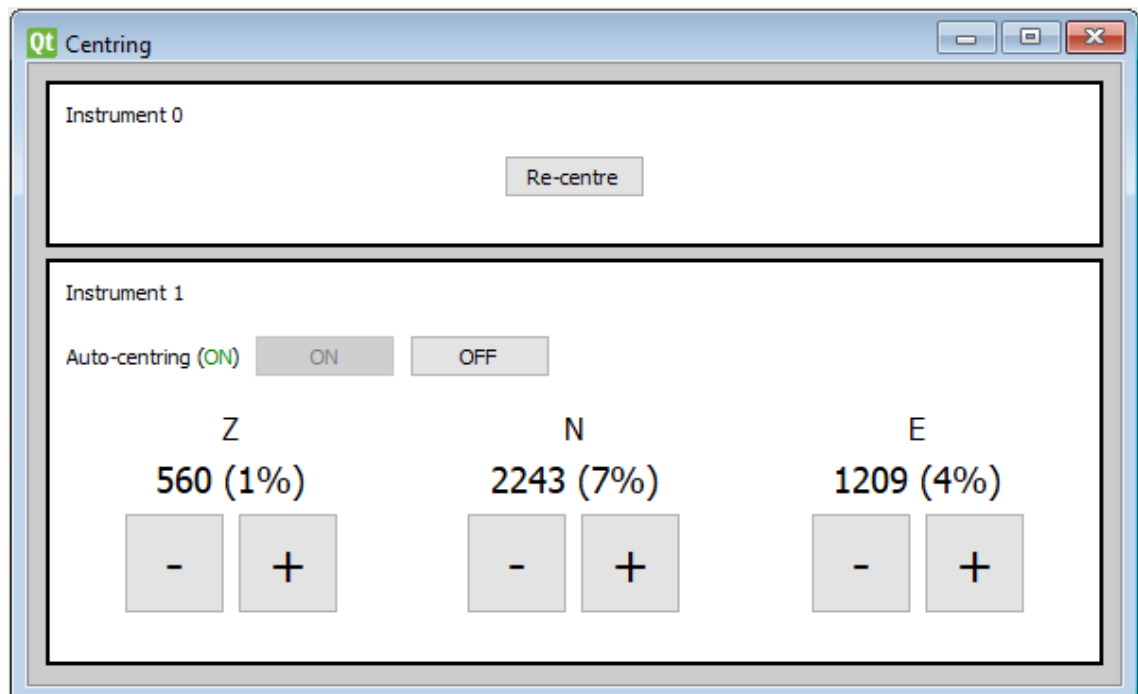 Qt Centring
Instrument 0
Re-centre
Instrument 1
Auto-centring (ON) ON OFF
Z N E
560 (1%) 2243 (7%) 1209 (4%)
- + - + - +